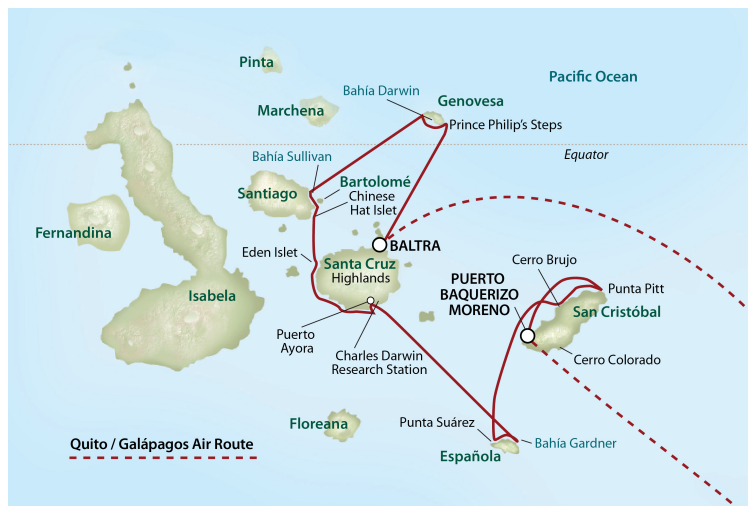 Pinta
Pacific Ocean
Bahía Darwin
Genovesa
Marchena
Prince Philip's Steps
Equator
Bahía Sullivan
Bartolomé
Santiago
Chinese
Hat Islet
Fernandina
BALTRA
Eden Islet
Santa Cruz
Highlands
Cerro Brujo
PUERTO
BAQUERIZO
MORENO
Punta Pitt
Isabela
San Cristóbal
Puerto
Ayora
Charles Darwin
Research Station
Cerro Colorado
Floreana
Punta Suárez
Bahía Gardner
Española
Quito / Galápagos Air Route